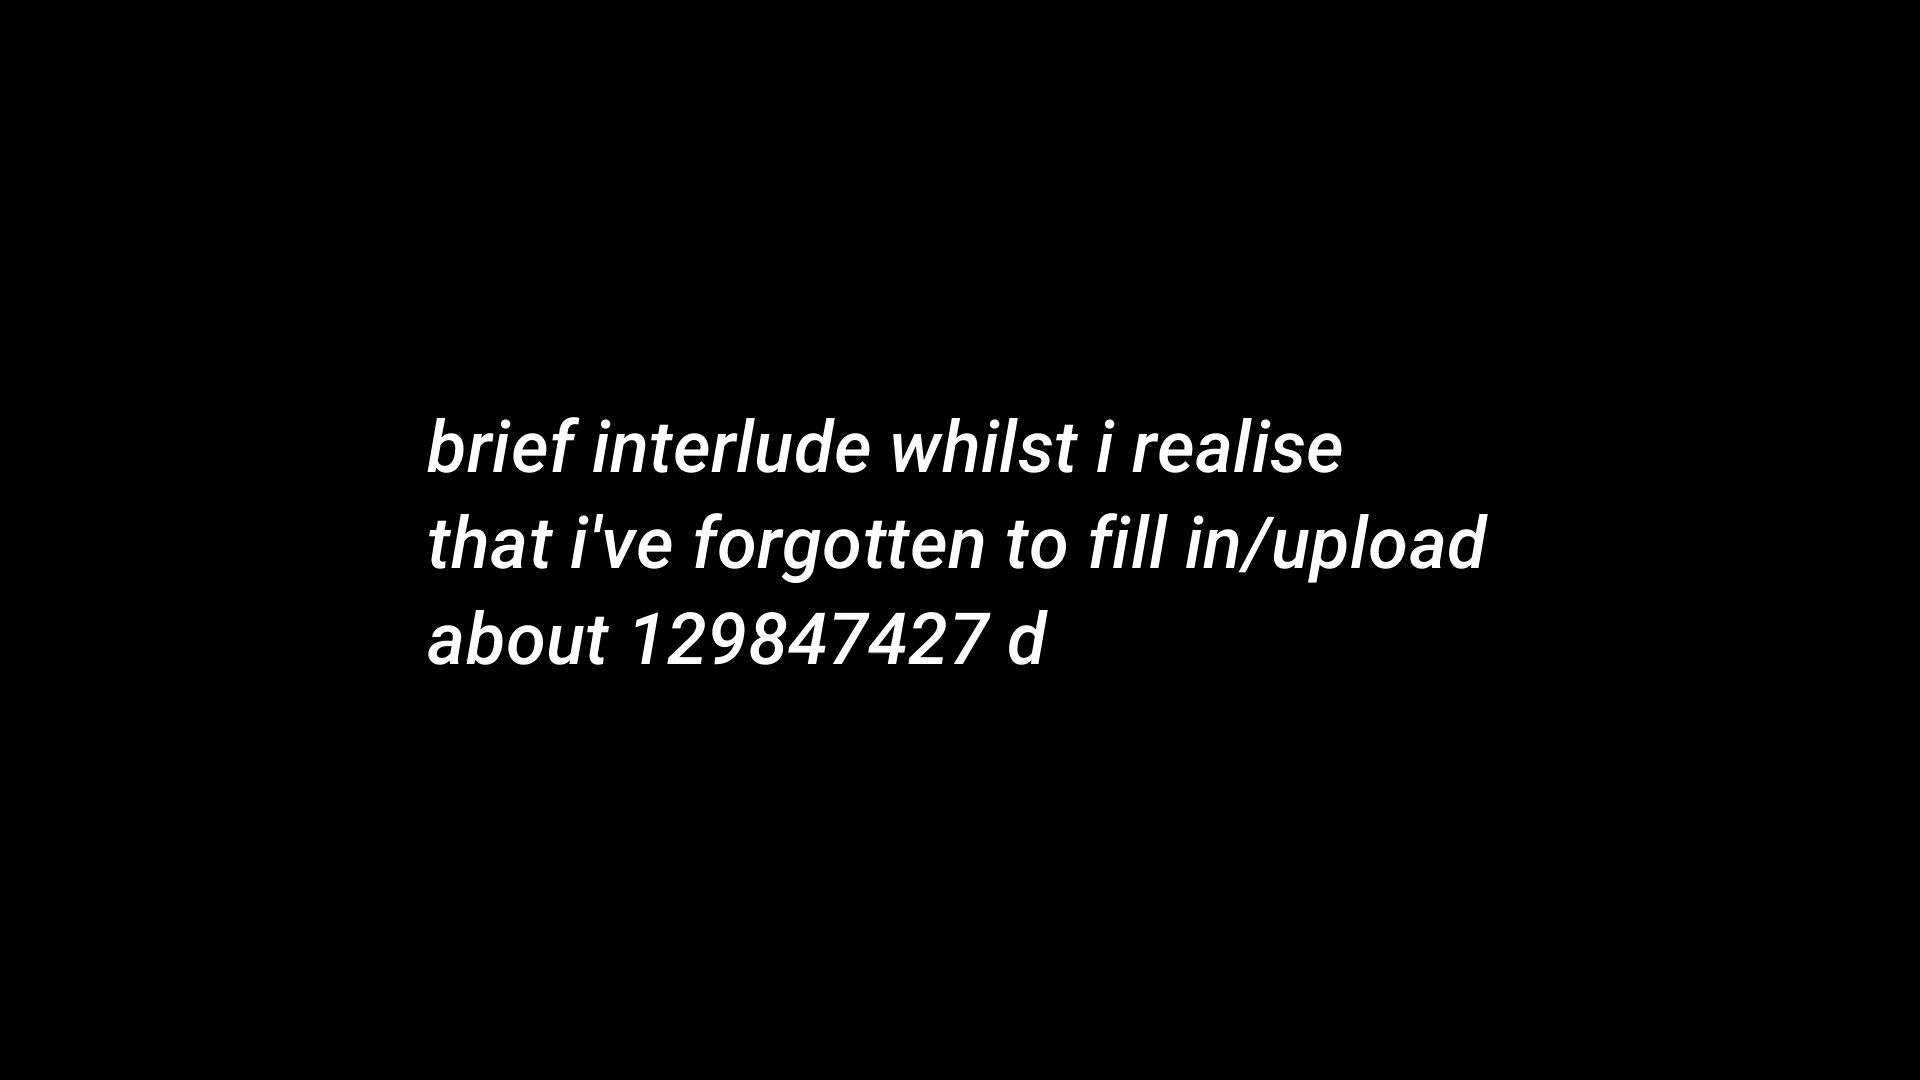 brief interlude whilst i realise
that i've forgotten to fill in/upload
about 129847427 d